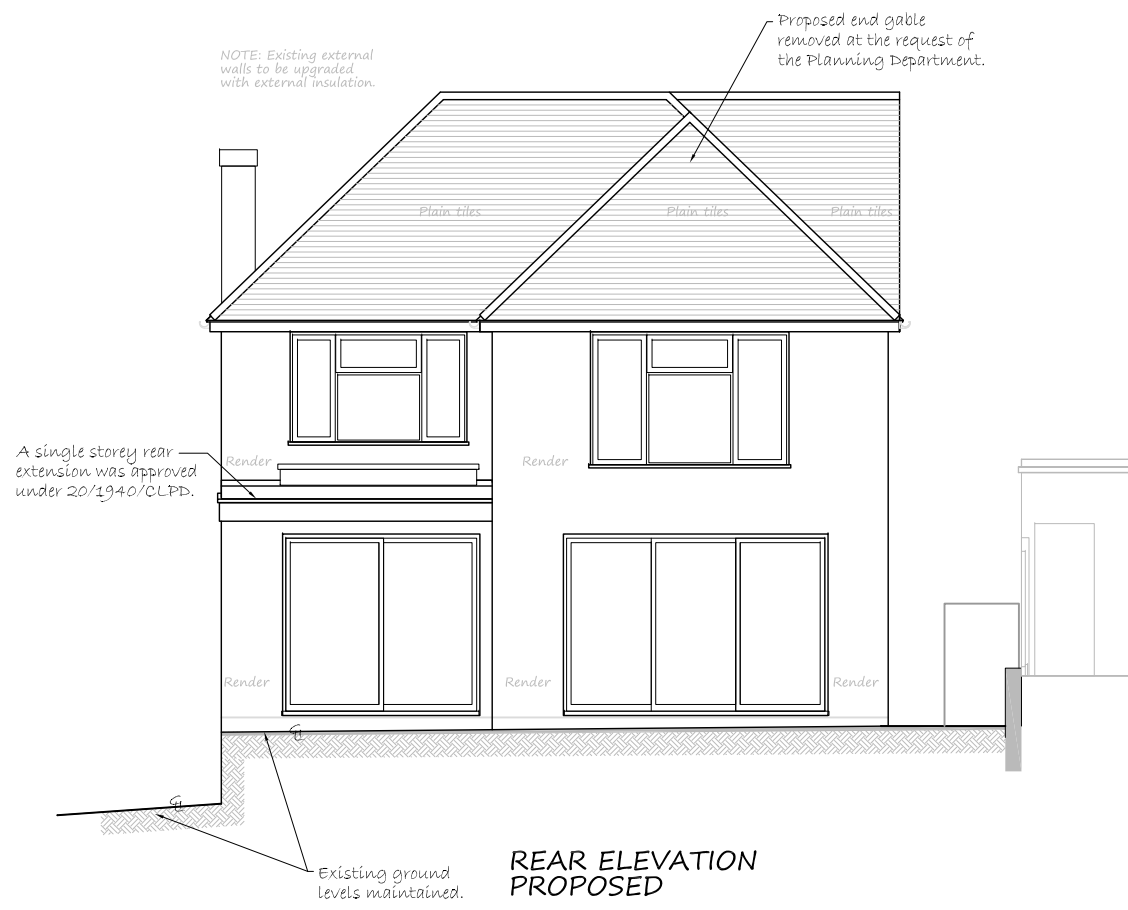 Proposed end gable
removed at the request of
the Planning Department.
NOTE: Existing external
walls to be upgraded
with external insulation.
Plain tiles
Plain tiles
Plain tiles
A single storey rear
extension was approved
under 20/1940/CLPD.
Render
Render
Render
Render
Render
GL
GL
Existing ground
levels maintained.
REAR ELEVATION
PROPOSED